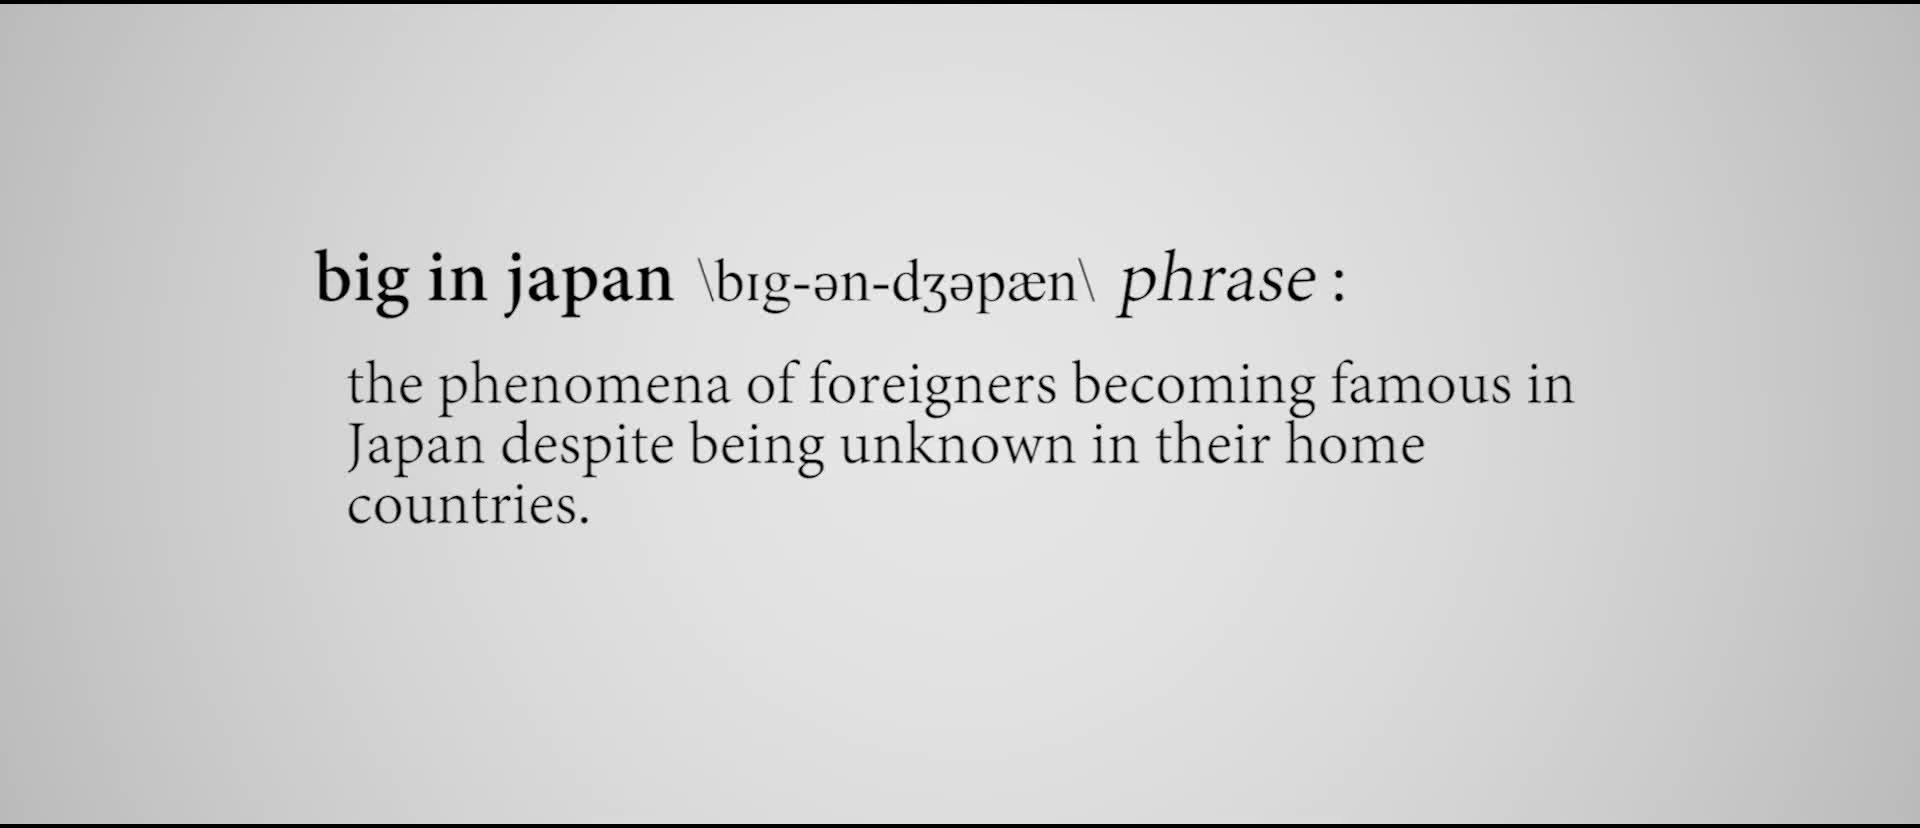 big in japan \bɪg-ən-dʒəpæn\ phrase :
the phenomena of foreigners becoming famous in
Japan despite being unknown in their home
countries.